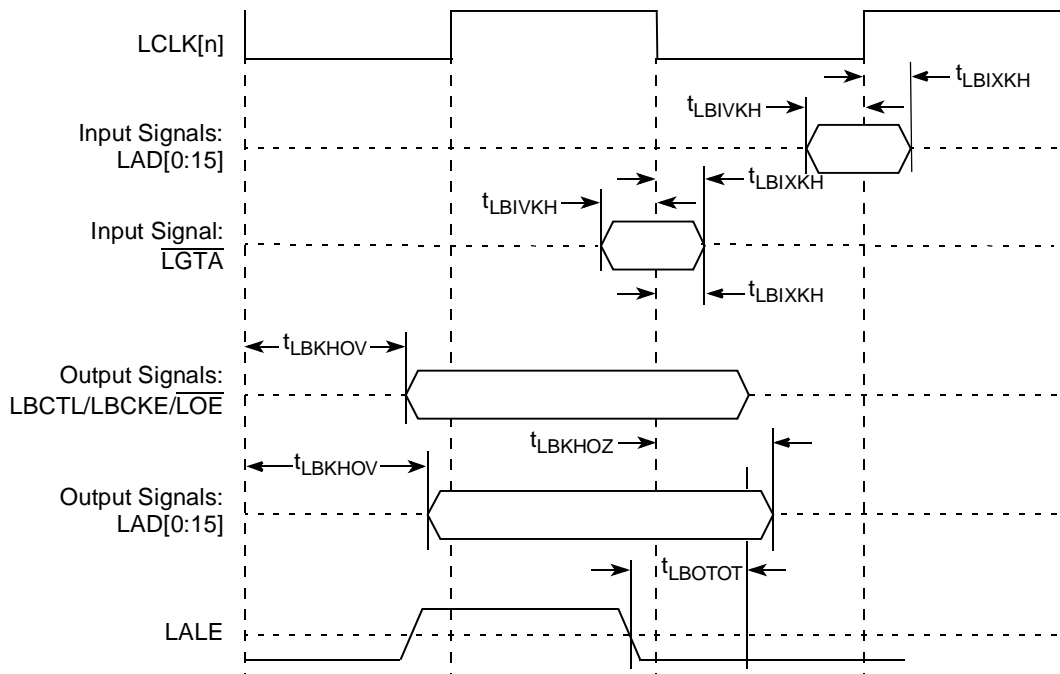 LCLK[n]
tLBIXKH
tLBIVKH
Input Signals:
LAD[0:15]
tLBIXKH
tLBIVKH
Input Signal:
LGTA
tLBIXKH
tLBKHOV
Output Signals:
LBCTL/LBCKE/LOE
tLBKHOZ
tLBKHOV
Output Signals:
LAD[0:15]
tLBOTOT
LALE